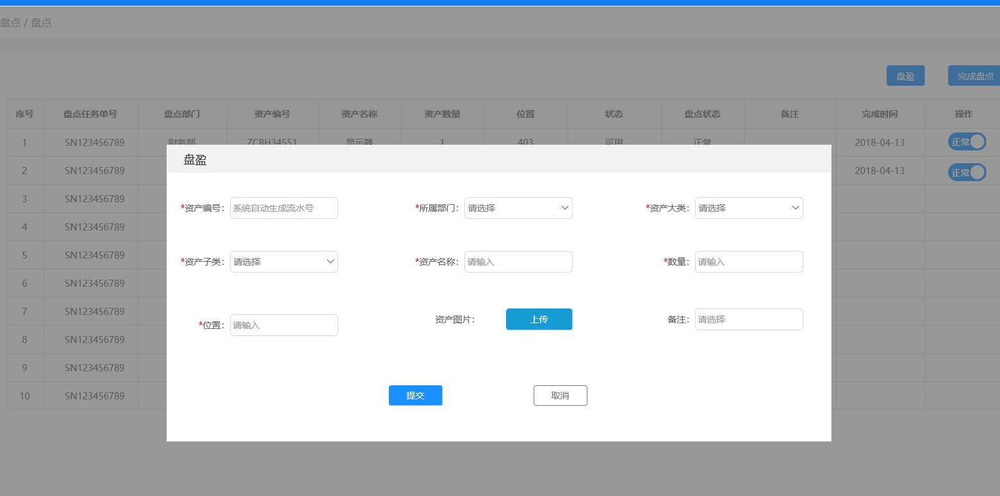 盘点 / 盘点
盘盈 完成盘点
序号 盘点任务单号 盘点部门 资产编号 资产名称 资产数量 位置 状态 盘点状态 备注 完成时间 操作
1 SN123456789 财务部 ZCBH34551 显示器 1 403 可用 正常 2018-04-13 正常
2 SN123456789 2018-04-13 正常
3 SN123456789
4 SN123456789
5 SN123456789
6 SN123456789
7 SN123456789
8 SN123456789
9 SN123456789
10 SN123456789
盘盈
*资产编号: 系统自动生成流水号 *所属部门: 请选择 *资产大类: 请选择
*资产子类: 请选择 *资产名称: 请输入 *数量: 请输入
*位置: 请输入 资产图片: 上传 备注: 请选择
提交 取消